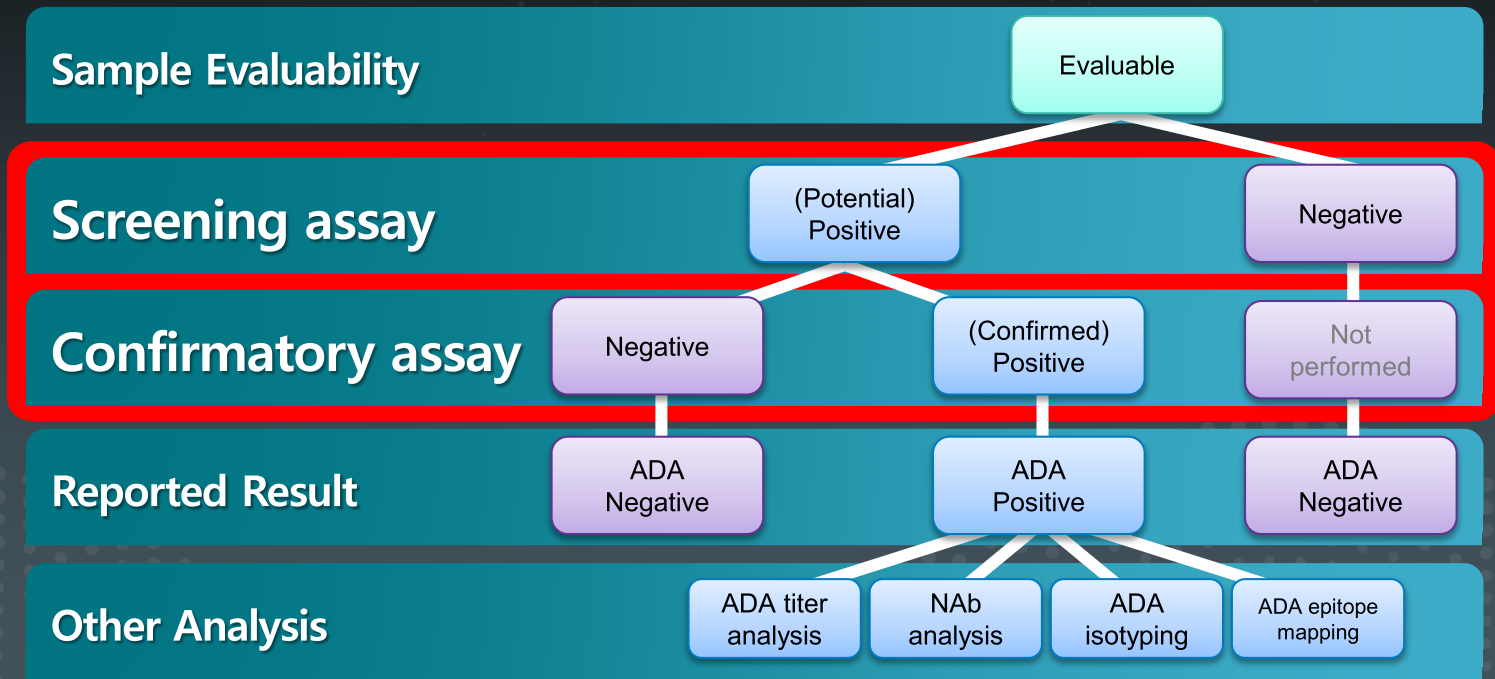 Sample Evaluability
Evaluable
Screening assay
(Potential)
Positive
Negative
Confirmatory assay
Negative
(Confirmed)
Positive
Not
performed
Reported Result
ADA
Negative
ADA
Positive
ADA
Negative
Other Analysis
ADA titer
analysis
NAb
analysis
ADA
isotyping
ADA epitope
mapping